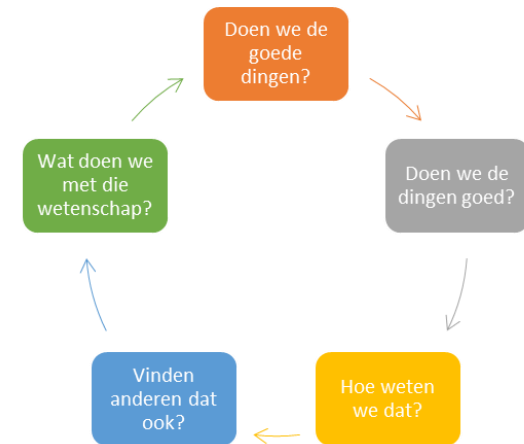 Doen we de
goede
dingen?
Doen we de
dingen goed?
Hoe weten
we dat?
Vinden
anderen dat
ook?
Wat doen we
met die
wetenschap?